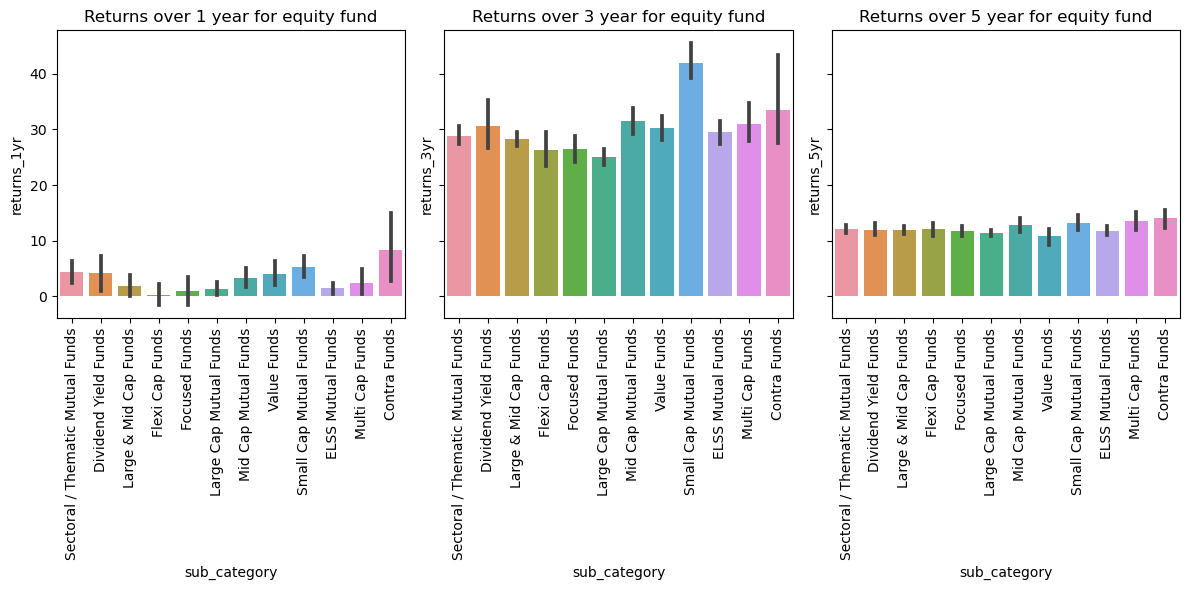 Returns over 1 year for equity fund
returns_1yr
40
30
20
10
0
Sectoral / Thematic Mutual Funds
Dividend Yield Funds
Large & Mid Cap Funds
Flexi Cap Funds
Focused Funds
Large Cap Mutual Funds
Mid Cap Mutual Funds
Value Funds
Small Cap Mutual Funds
ELSS Mutual Funds
Multi Cap Funds
Contra Funds
sub_category
Returns over 3 year for equity fund
returns_3yr
Sectoral / Thematic Mutual Funds
Dividend Yield Funds
Large & Mid Cap Funds
Flexi Cap Funds
Focused Funds
Large Cap Mutual Funds
Mid Cap Mutual Funds
Value Funds
Small Cap Mutual Funds
ELSS Mutual Funds
Multi Cap Funds
Contra Funds
sub_category
Returns over 5 year for equity fund
returns_5yr
Sectoral / Thematic Mutual Funds
Dividend Yield Funds
Large & Mid Cap Funds
Flexi Cap Funds
Focused Funds
Large Cap Mutual Funds
Mid Cap Mutual Funds
Value Funds
Small Cap Mutual Funds
ELSS Mutual Funds
Multi Cap Funds
Contra Funds
sub_category